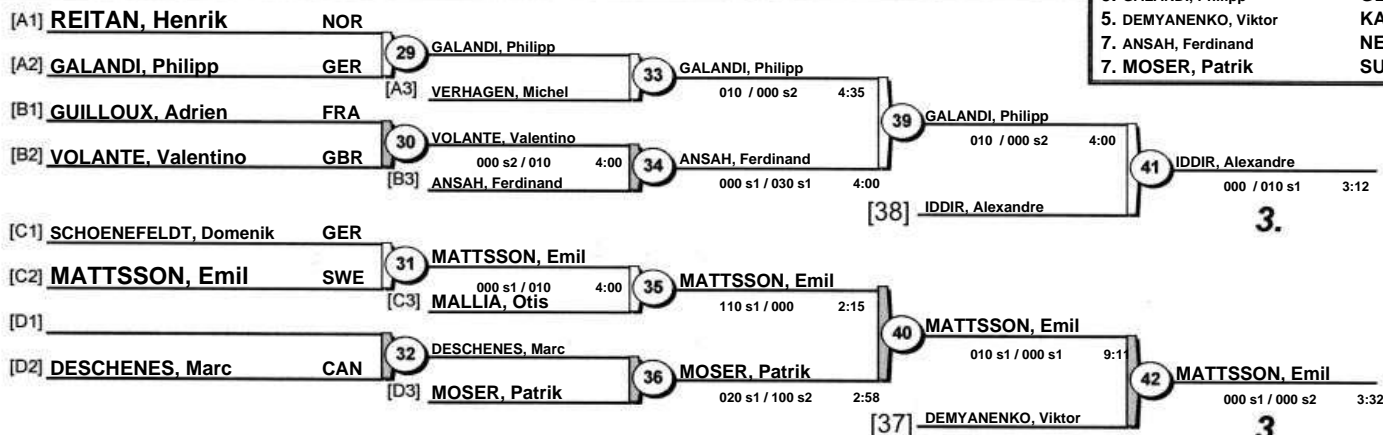 5. DEMYANENKO, Viktor KA
7. ANSAH, Ferdinand NE
7. MOSER, Patrik SU
[A1] REITAN, Henrik NOR
[A2] GALANDI, Philipp GER
29 GALANDI, Philipp
[A3] VERHAGEN, Michel
33 GALANDI, Philipp
010 / 000 s2 4:35
[B1] GUILLOUX, Adrien FRA
[B2] VOLANTE, Valentino GBR
30 VOLANTE, Valentino
000 s2 / 010 4:00
[B3] ANSAH, Ferdinand
34 ANSAH, Ferdinand
000 s1 / 030 s1 4:00
39 GALANDI, Philipp
010 / 000 s2 4:00
[38] IDDIR, Alexandre
41 IDDIR, Alexandre
000 / 010 s1 3:12
3.
[C1] SCHOENEFELDT, Domenik GER
[C2] MATTSSON, Emil SWE
31 MATTSSON, Emil
000 s1 / 010 4:00
[C3] MALLIA, Otis
35 MATTSSON, Emil
110 s1 / 000 2:15
[D1]
[D2] DESCHENES, Marc CAN
32 DESCHENES, Marc
[D3] MOSER, Patrik
36 MOSER, Patrik
020 s1 / 100 s2 2:58
40 MATTSSON, Emil
010 s1 / 000 s1 9:11
[37] DEMYANENKO, Viktor
42 MATTSSON, Emil
000 s1 / 000 s2 3:32
3